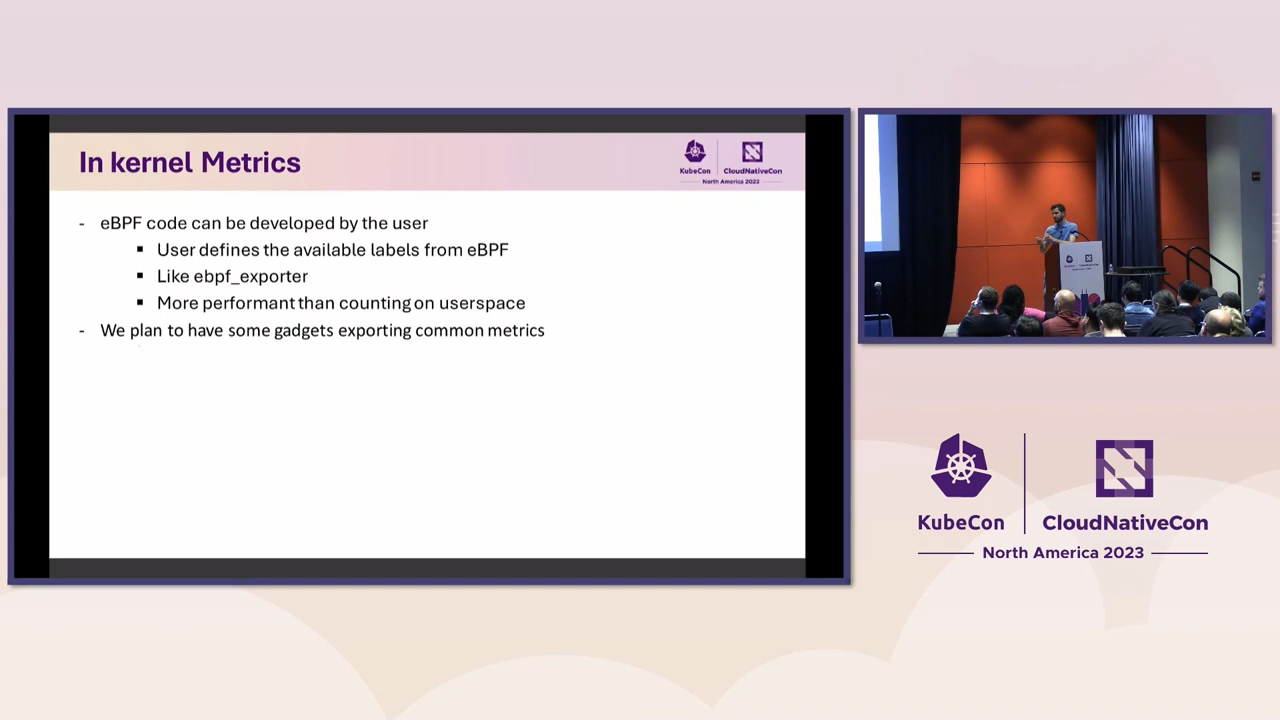 In kernel Metrics
KubeCon
CloudNativeCon
North America 2023
- eBPF code can be developed by the user
▪ User defines the available labels from eBPF
▪ Like ebpf_exporter
▪ More performant than counting on userspace
- We plan to have some gadgets exporting common metrics
KubeCon
CloudNativeCon
North America 2023